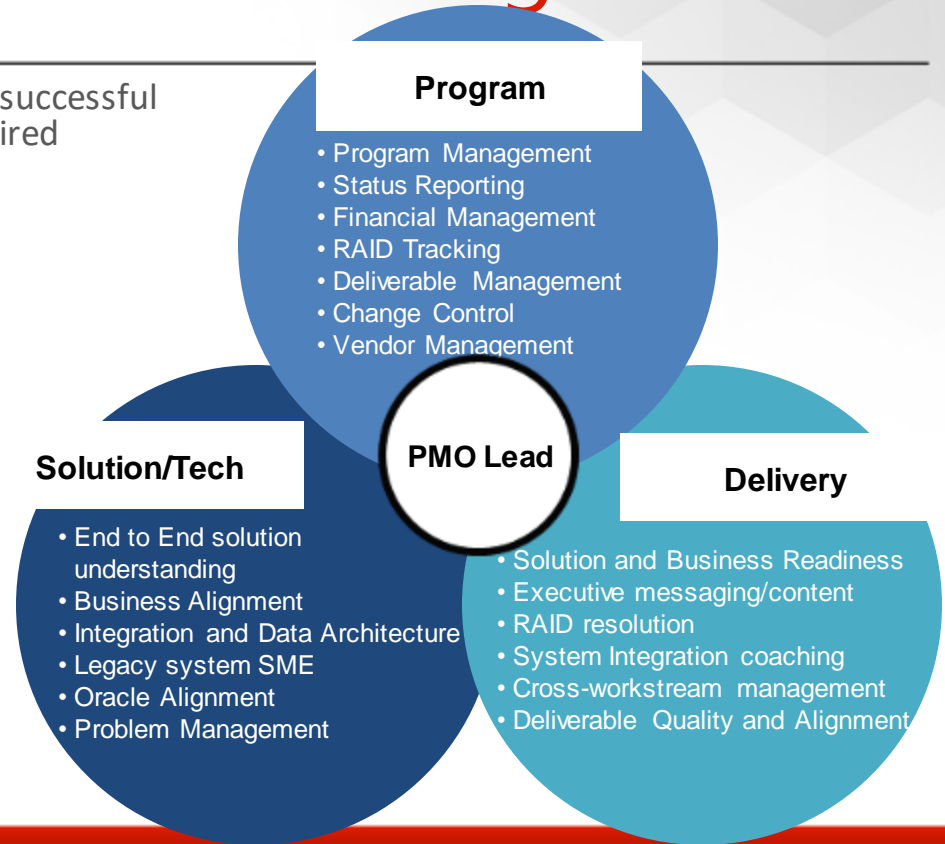 successful
ired
Program
• Program Management
• Status Reporting
• Financial Management
• RAID Tracking
• Deliverable Management
• Change Control
• Vendor Management
PMO Lead
Solution/Tech
• End to End solution
understanding
• Business Alignment
• Integration and Data Architecture
• Legacy system SME
• Oracle Alignment
• Problem Management
Delivery
• Solution and Business Readiness
• Executive messaging/content
• RAID resolution
• System Integration coaching
• Cross-workstream management
• Deliverable Quality and Alignment